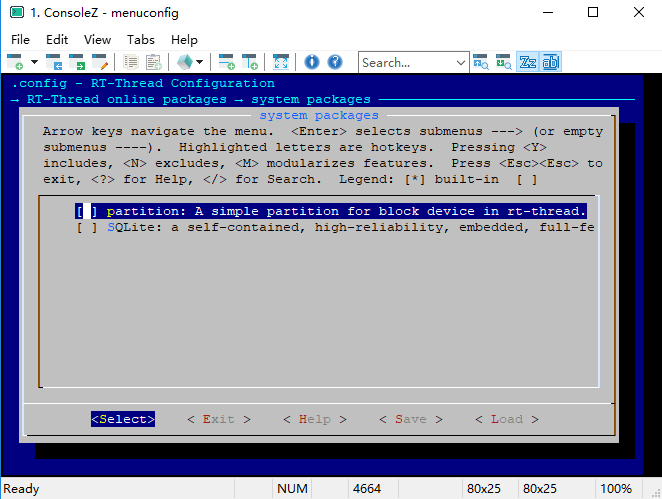 1. ConsoleZ - menuconfig
File Edit View Tabs Help
Search... Zz ab
.config - RT-Thread Configuration
→ RT-Thread online packages → system packages
system packages
Arrow keys navigate the menu. <Enter> selects submenus ---> (or empty
submenus ----). Highlighted letters are hotkeys. Pressing <Y>
includes, <N> excludes, <M> modularizes features. Press <Esc><Esc> to
exit, <?> for Help, </> for Search. Legend: [*] built-in [ ]
[ ] partition: A simple partition for block device in rt-thread.
[ ] SQLite: a self-contained, high-reliability, embedded, full-fe
<Select> < Exit > < Help > < Save > < Load >
Ready NUM 4664 80x25 80x25 100%